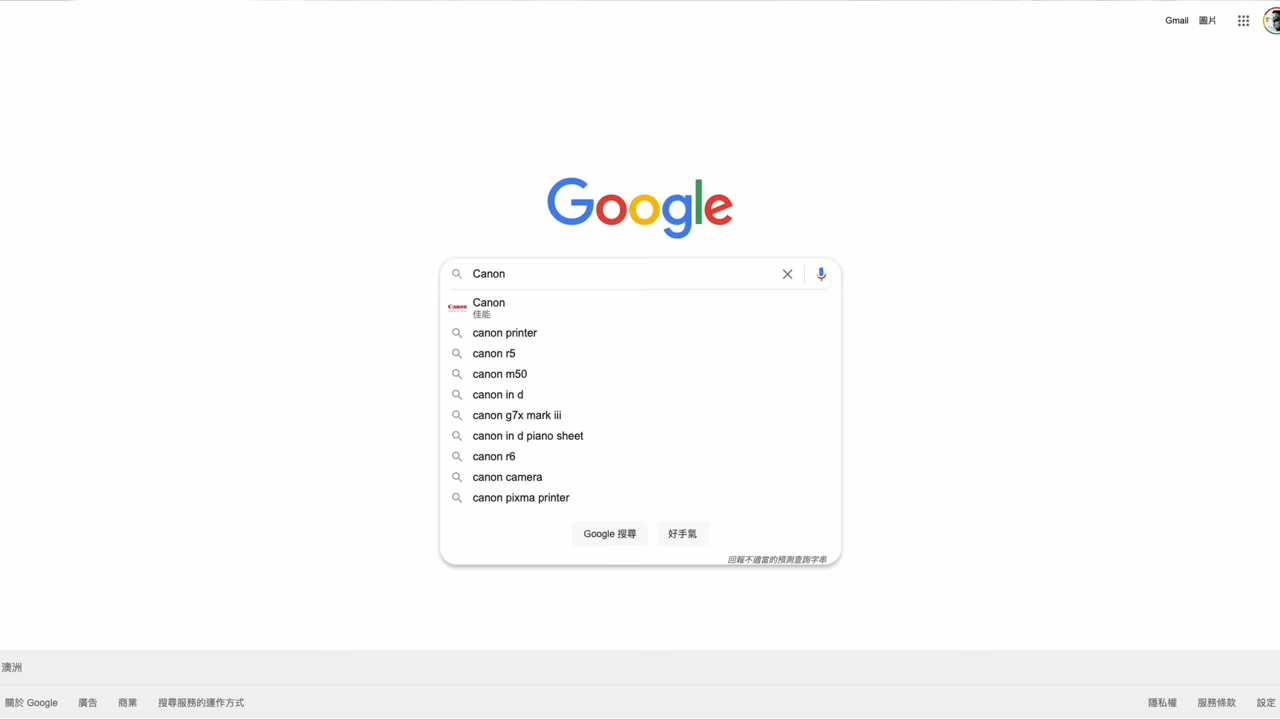 Gmail 圖片
Google
Canon
Canon
Canon
佳能
canon printer
canon r5
canon m50
canon in d
canon g7x mark iii
canon in d piano sheet
canon r6
canon camera
canon pixma printer
Google 搜尋 好手氣
回報不適當的預測查詢字串
澳洲
關於 Google 廣告 商業 搜尋服務的運作方式 隱私權 服務條款 設定